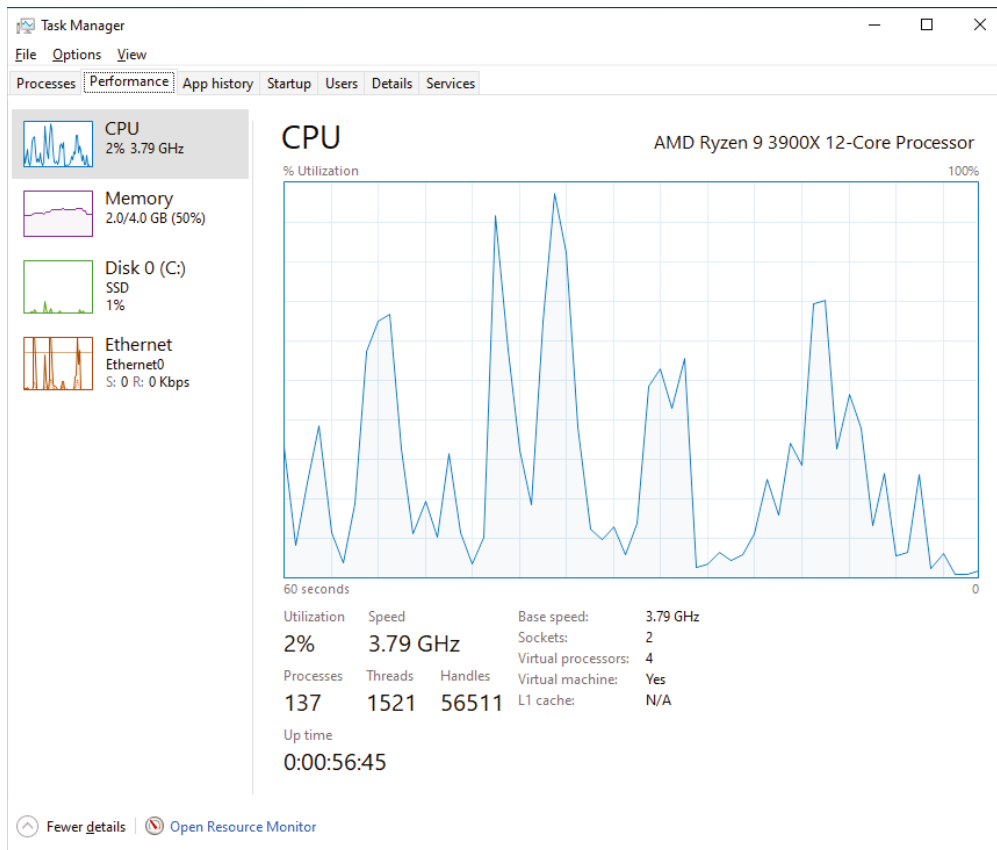 Task Manager
File Options View
Processes Performance App history Startup Users Details Services
CPU
2% 3.79 GHz
Memory
2.0/4.0 GB (50%)
Disk 0 (C:)
SSD
1%
Ethernet
Ethernet0
S: 0 R: 0 Kbps
CPU AMD Ryzen 9 3900X 12-Core Processor
% Utilization 100%
60 seconds 0
Utilization Speed
2% 3.79 GHz
Processes Threads Handles
137 1521 56511
Up time
0:00:56:45
Base speed: 3.79 GHz
Sockets: 2
Virtual processors: 4
Virtual machine: Yes
L1 cache: N/A
Fewer details Open Resource Monitor